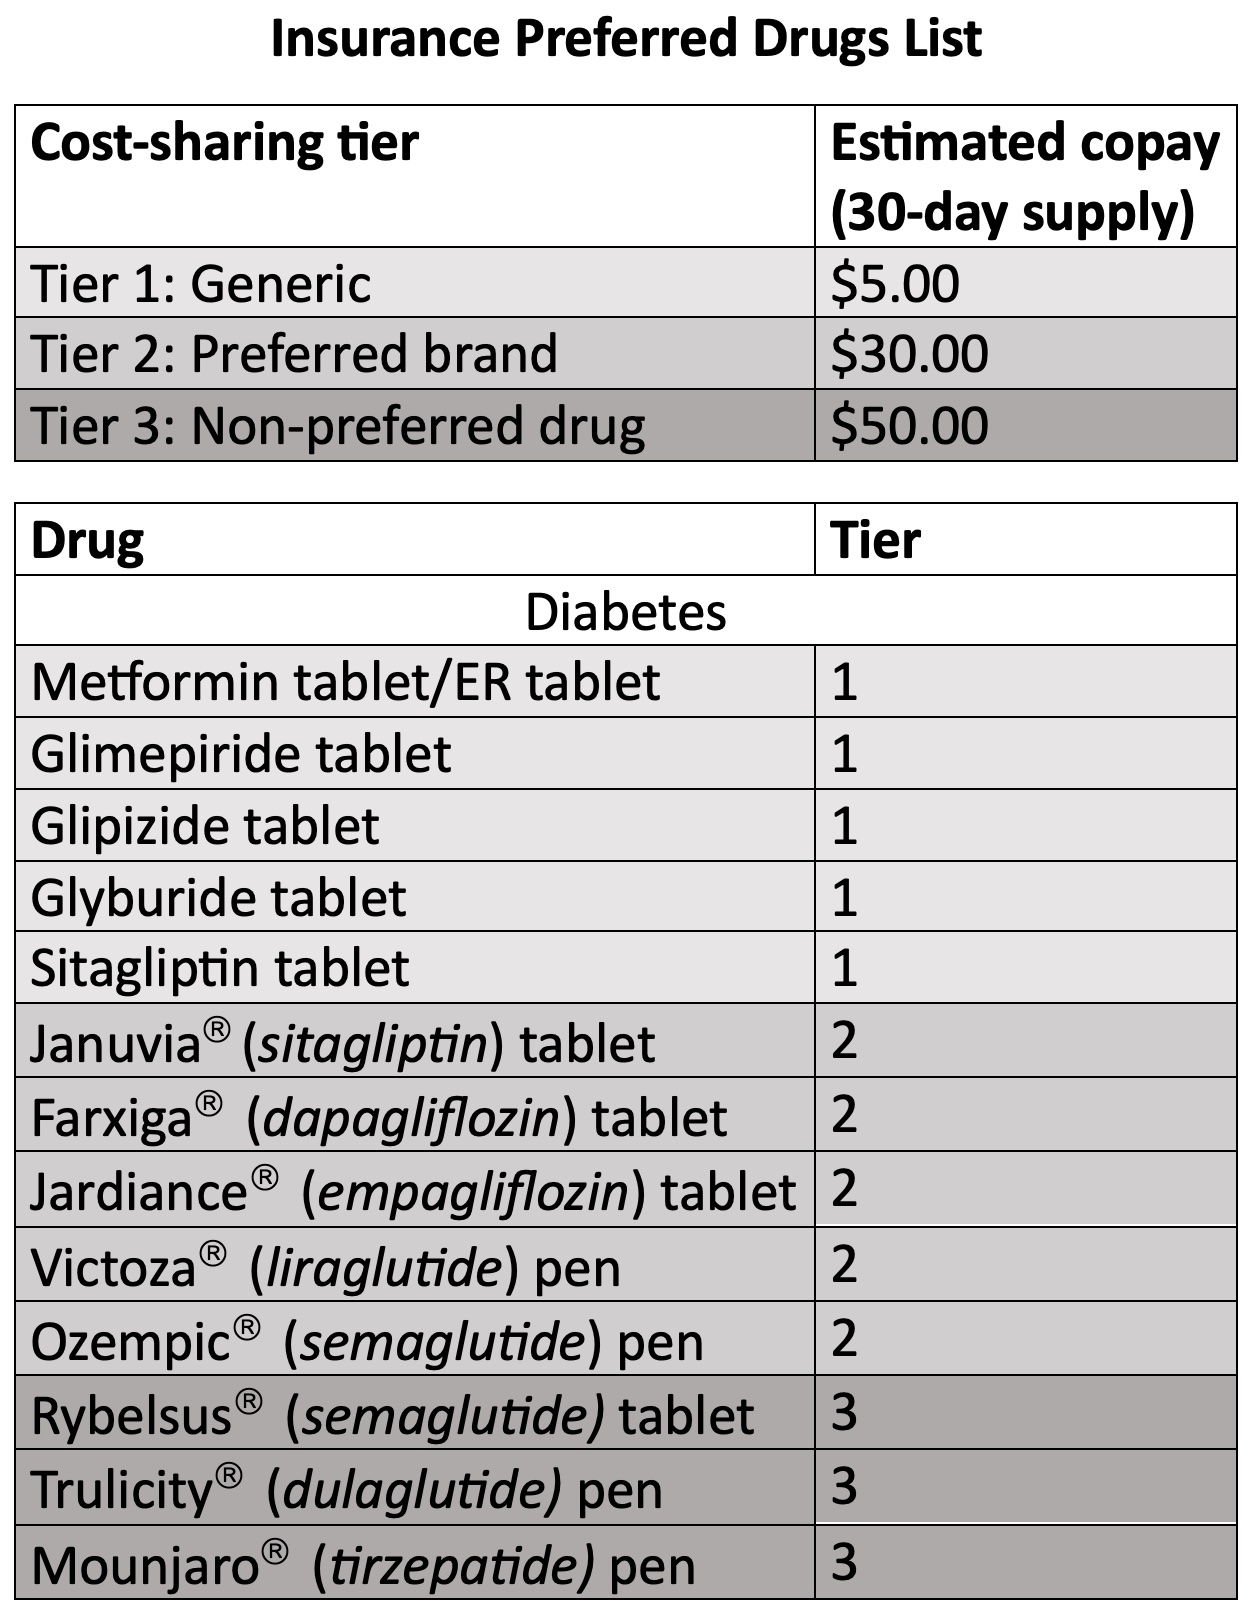 Insurance Preferred Drugs List
Cost-sharing tier
Estimated copay
(30-day supply)
Tier 1: Generic
$5.00
Tier 2: Preferred brand
$30.00
Tier 3: Non-preferred drug
$50.00
Drug
Tier
Diabetes
Metformin tablet/ER tablet
1
Glimepiride tablet
1
Glipizide tablet
1
Glyburide tablet
1
Sitagliptin tablet
1
Januvia® (sitagliptin) tablet
2
Farxiga® (dapagliflozin) tablet
2
Jardiance® (empagliflozin) tablet
2
Victoza® (liraglutide) pen
2
Ozempic® (semaglutide) pen
2
Rybelsus® (semaglutide) tablet
3
Trulicity® (dulaglutide) pen
3
Mounjaro® (tirzepatide) pen
3